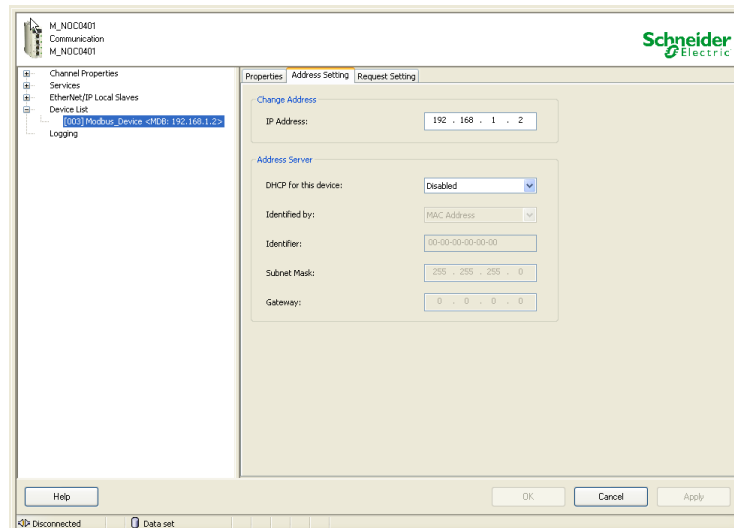 M_NOC0401
Communication
M_NOC0401
Schneider
Electric
Channel Properties
Services
EtherNet/IP Local Slaves
Device List
[003] Modbus_Device <MDB: 192.168.1.2>
Logging
Properties Address Setting Request Setting
Change Address
IP Address: 192 . 168 . 1 . 2
Address Server
DHCP for this device: Disabled
Identified by: MAC Address
Identifier: 00-00-00-00-00-00
Subnet Mask: 255 . 255 . 255 . 0
Gateway: 0 . 0 . 0 . 0
Help OK Cancel Apply
Disconnected Data set